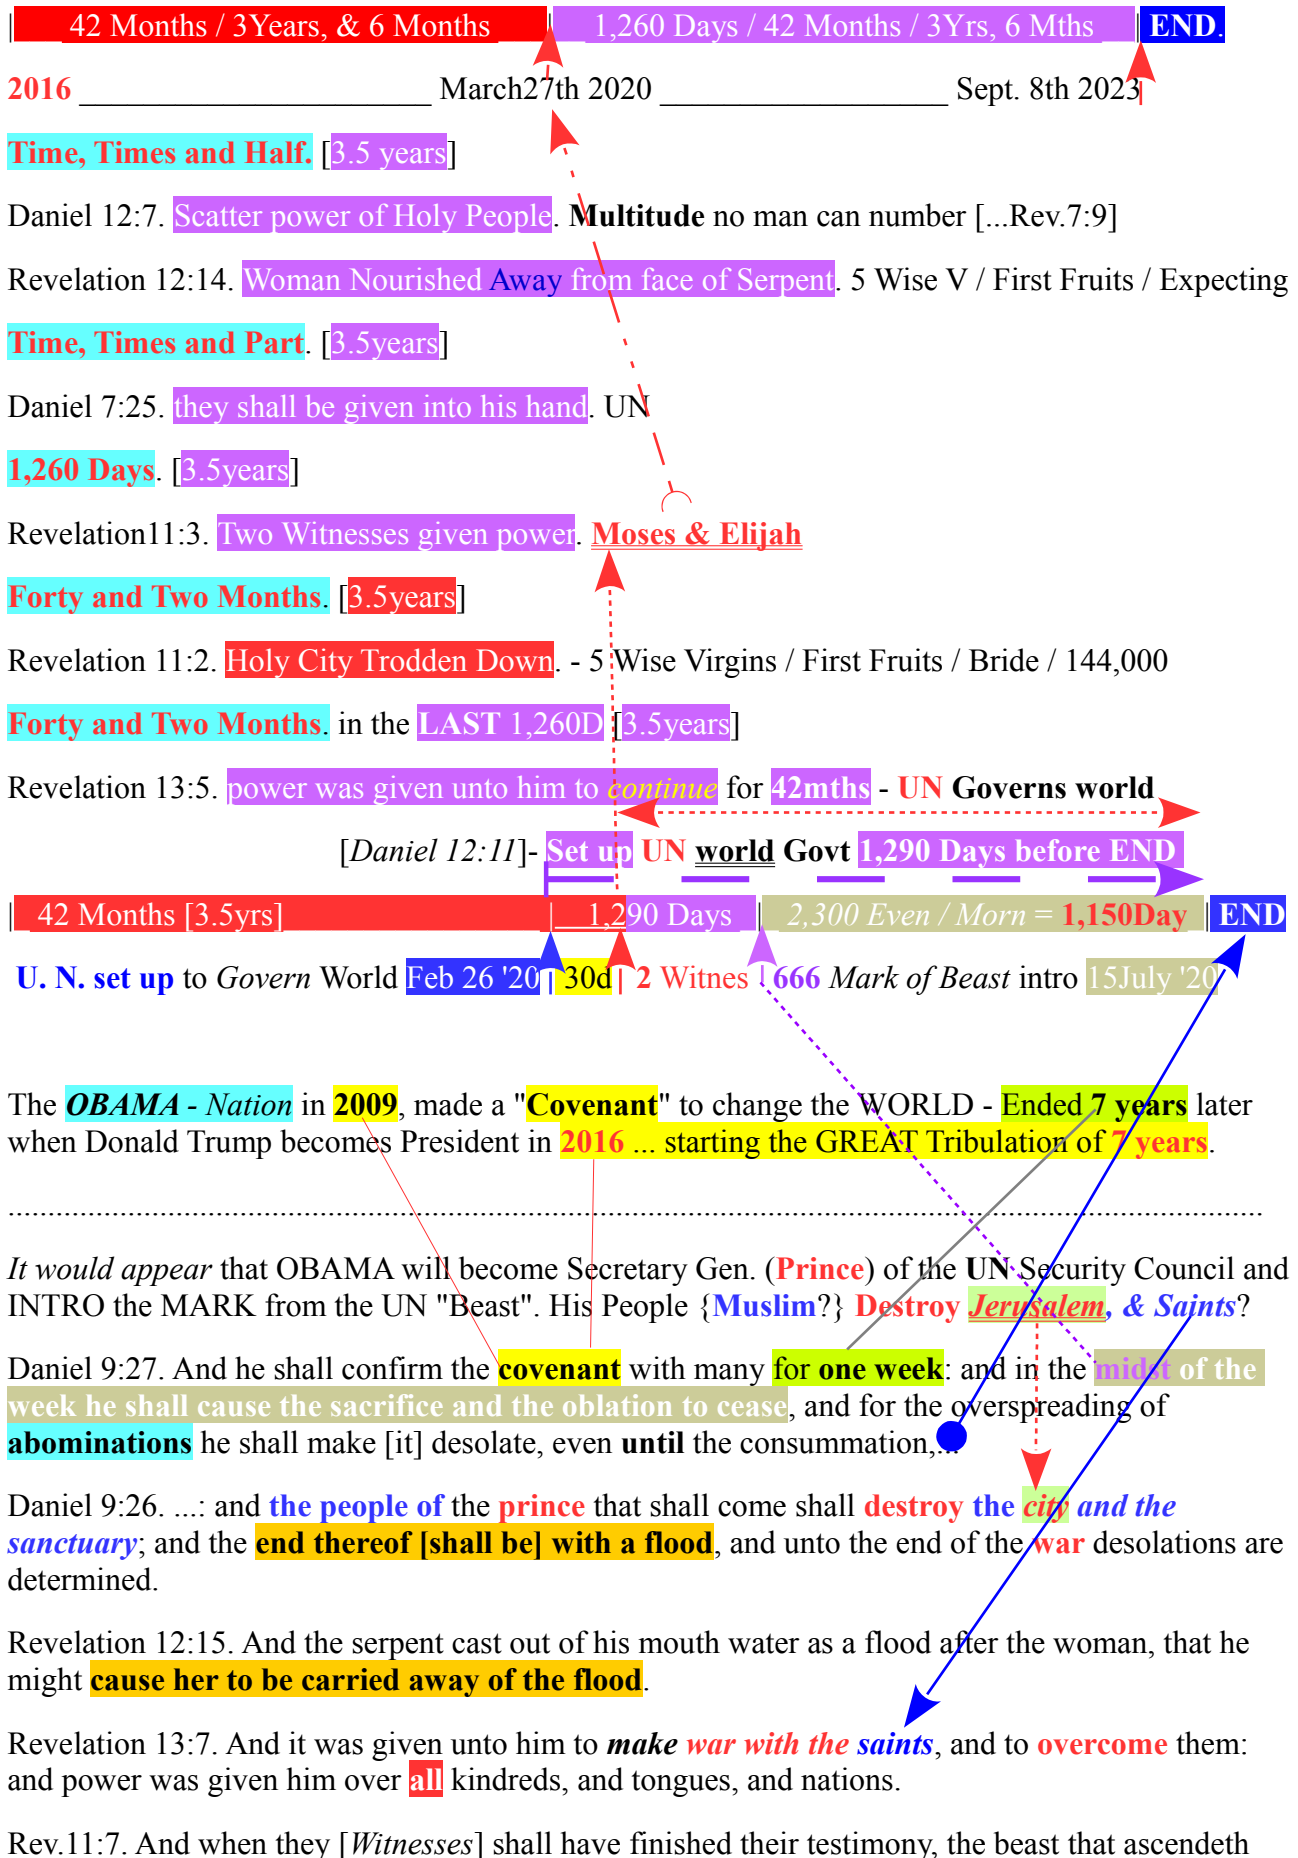 | 42 Months / 3Years, & 6 Months | 1,260 Days / 42 Months / 3Yrs, 6 Mths | END.
2016 ______________________ March27th 2020 __________________ Sept. 8th 2023
Time, Times and Half. [3.5 years]
Daniel 12:7. Scatter power of Holy People. Multitude no man can number [...Rev.7:9]
Revelation 12:14. Woman Nourished Away from face of Serpent. 5 Wise V / First Fruits / Expecting
Time, Times and Part. [3.5years]
Daniel 7:25. they shall be given into his hand. UN
1,260 Days. [3.5years]
Revelation11:3. Two Witnesses given power. Moses & Elijah
Forty and Two Months. [3.5years]
Revelation 11:2. Holy City Trodden Down. - 5 Wise Virgins / First Fruits / Bride / 144,000
Forty and Two Months. in the LAST 1,260D [3.5years]
Revelation 13:5. power was given unto him to continue for 42mths - UN Governs world
[Daniel 12:11]- Set up UN world Govt 1,290 Days before END
| 42 Months [3.5yrs] | 1,290 Days | 2,300 Even / Morn = 1,150Day | END
U. N. set up to Govern World Feb 26 '20 | 30d | 2 Witnes | 666 Mark of Beast intro 15July '20
The OBAMA - Nation in 2009, made a "Covenant" to change the WORLD - Ended 7 years later
when Donald Trump becomes President in 2016 ... starting the GREAT Tribulation of 7 years.
................................................................................................................................................................
It would appear that OBAMA will become Secretary Gen. (Prince) of the UN Security Council and
INTRO the MARK from the UN "Beast". His People {Muslim?} Destroy Jerusalem, & Saints?
Daniel 9:27. And he shall confirm the covenant with many for one week: and in the midst of the
week he shall cause the sacrifice and the oblation to cease, and for the overspreading of
abominations he shall make [it] desolate, even until the consummation,...
Daniel 9:26. ....: and the people of the prince that shall come shall destroy the city and the
sanctuary; and the end thereof [shall be] with a flood, and unto the end of the war desolations are
determined.
Revelation 12:15. And the serpent cast out of his mouth water as a flood after the woman, that he
might cause her to be carried away of the flood.
Revelation 13:7. And it was given unto him to make war with the saints, and to overcome them:
and power was given him over all kindreds, and tongues, and nations.
Rev.11:7. And when they [Witnesses] shall have finished their testimony, the beast that ascendeth